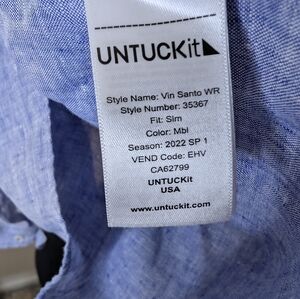 UNTUCKit
Style Name: Vin Santo WR
Style Number: 35367
Fit: Slm
Color: Mbl
Season: 2022 SP 1
VEND Code: EHV
CA62799
UNTUCKit
USA
www.untuckit.com